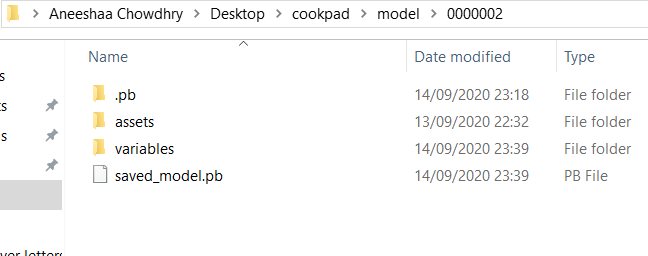 Aneeshaa Chowdhry > Desktop > cookpad > model > 0000002
Name Date modified Type
.pb 14/09/2020 23:18 File folder
assets 13/09/2020 22:32 File folder
variables 14/09/2020 23:39 File folder
saved_model.pb 14/09/2020 23:39 PB File